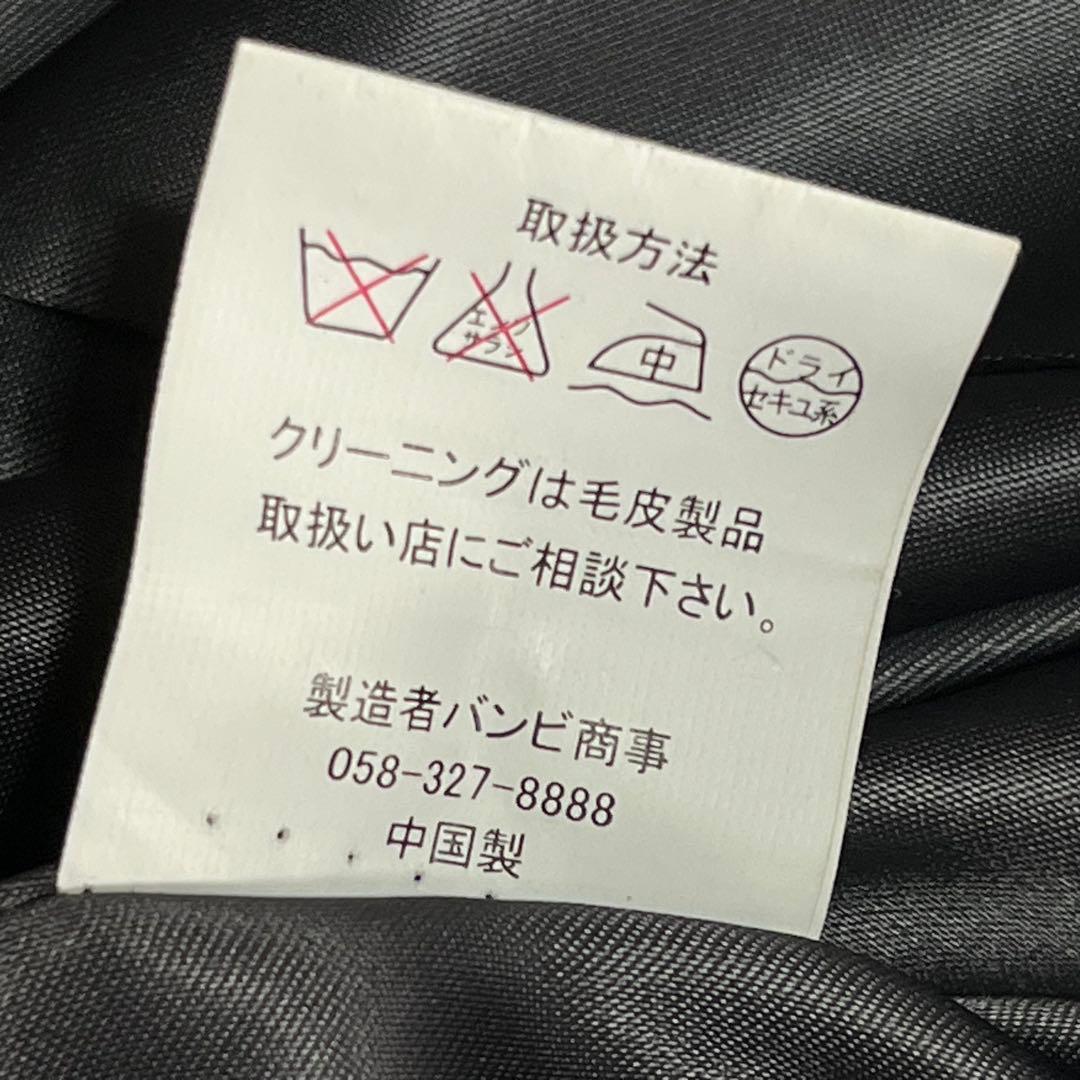 取扱方法
エンソ
サラシ
中
ドライ
セキユ系
クリーニングは毛皮製品
取扱い店にご相談下さい。
製造者バンビ商事
058-327-8888
中国製